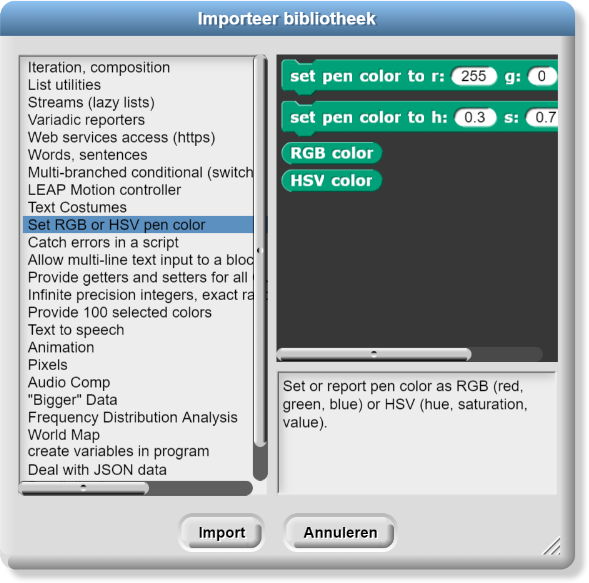 Importeer bibliotheek
Iteration, composition
List utilities
Streams (lazy lists)
Variadic reporters
Web services access (https)
Words, sentences
Multi-branched conditional (switch
LEAP Motion controller
Text Costumes
Set RGB or HSV pen color
Catch errors in a script
Allow multi-line text input to a bloc
Provide getters and setters for all
Infinite precision integers, exact ra
Provide 100 selected colors
Text to speech
Animation
Pixels
Audio Comp
"Bigger" Data
Frequency Distribution Analysis
World Map
create variables in program
Deal with JSON data
set pen color to r: 255 g: 0
set pen color to h: 0.3 s: 0.7
RGB color
HSV color
Set or report pen color as RGB (red,
green, blue) or HSV (hue, saturation,
value).
Import
Annuleren